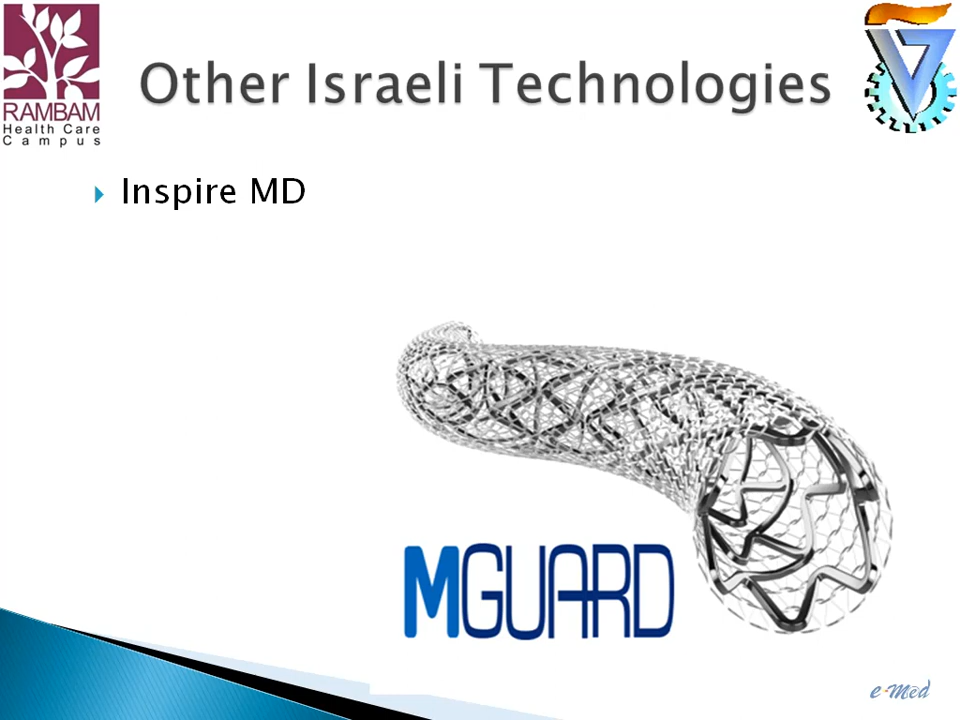 RAMBAM
Health Care
Campus
Other Israeli Technologies
Inspire MD
MGUARD
e-Med